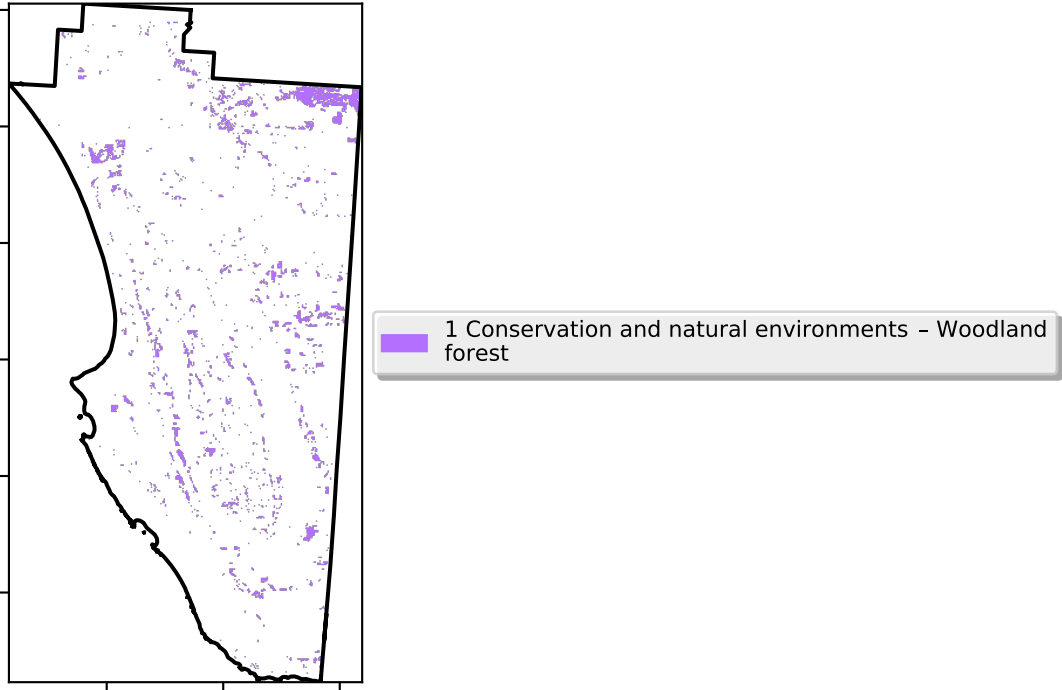 1 Conservation and natural environments – Woodland
forest